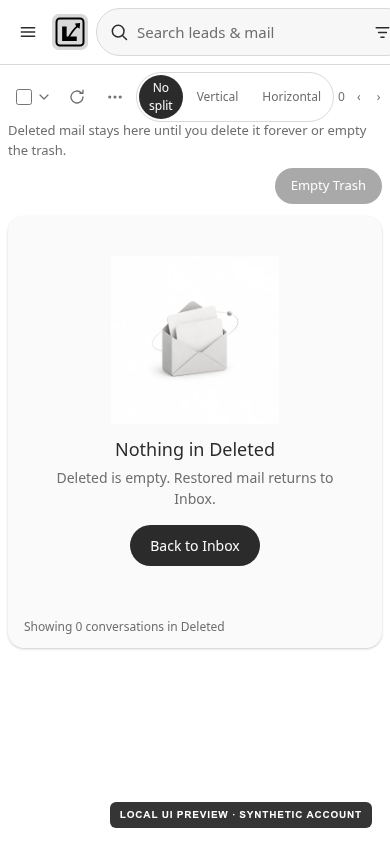 Search leads & mail
No split
Vertical
Horizontal
0
Deleted mail stays here until you delete it forever or empty
the trash.
Empty Trash
Nothing in Deleted
Deleted is empty. Restored mail returns to
Inbox.
Back to Inbox
Showing 0 conversations in Deleted
LOCAL UI PREVIEW · SYNTHETIC ACCOUNT